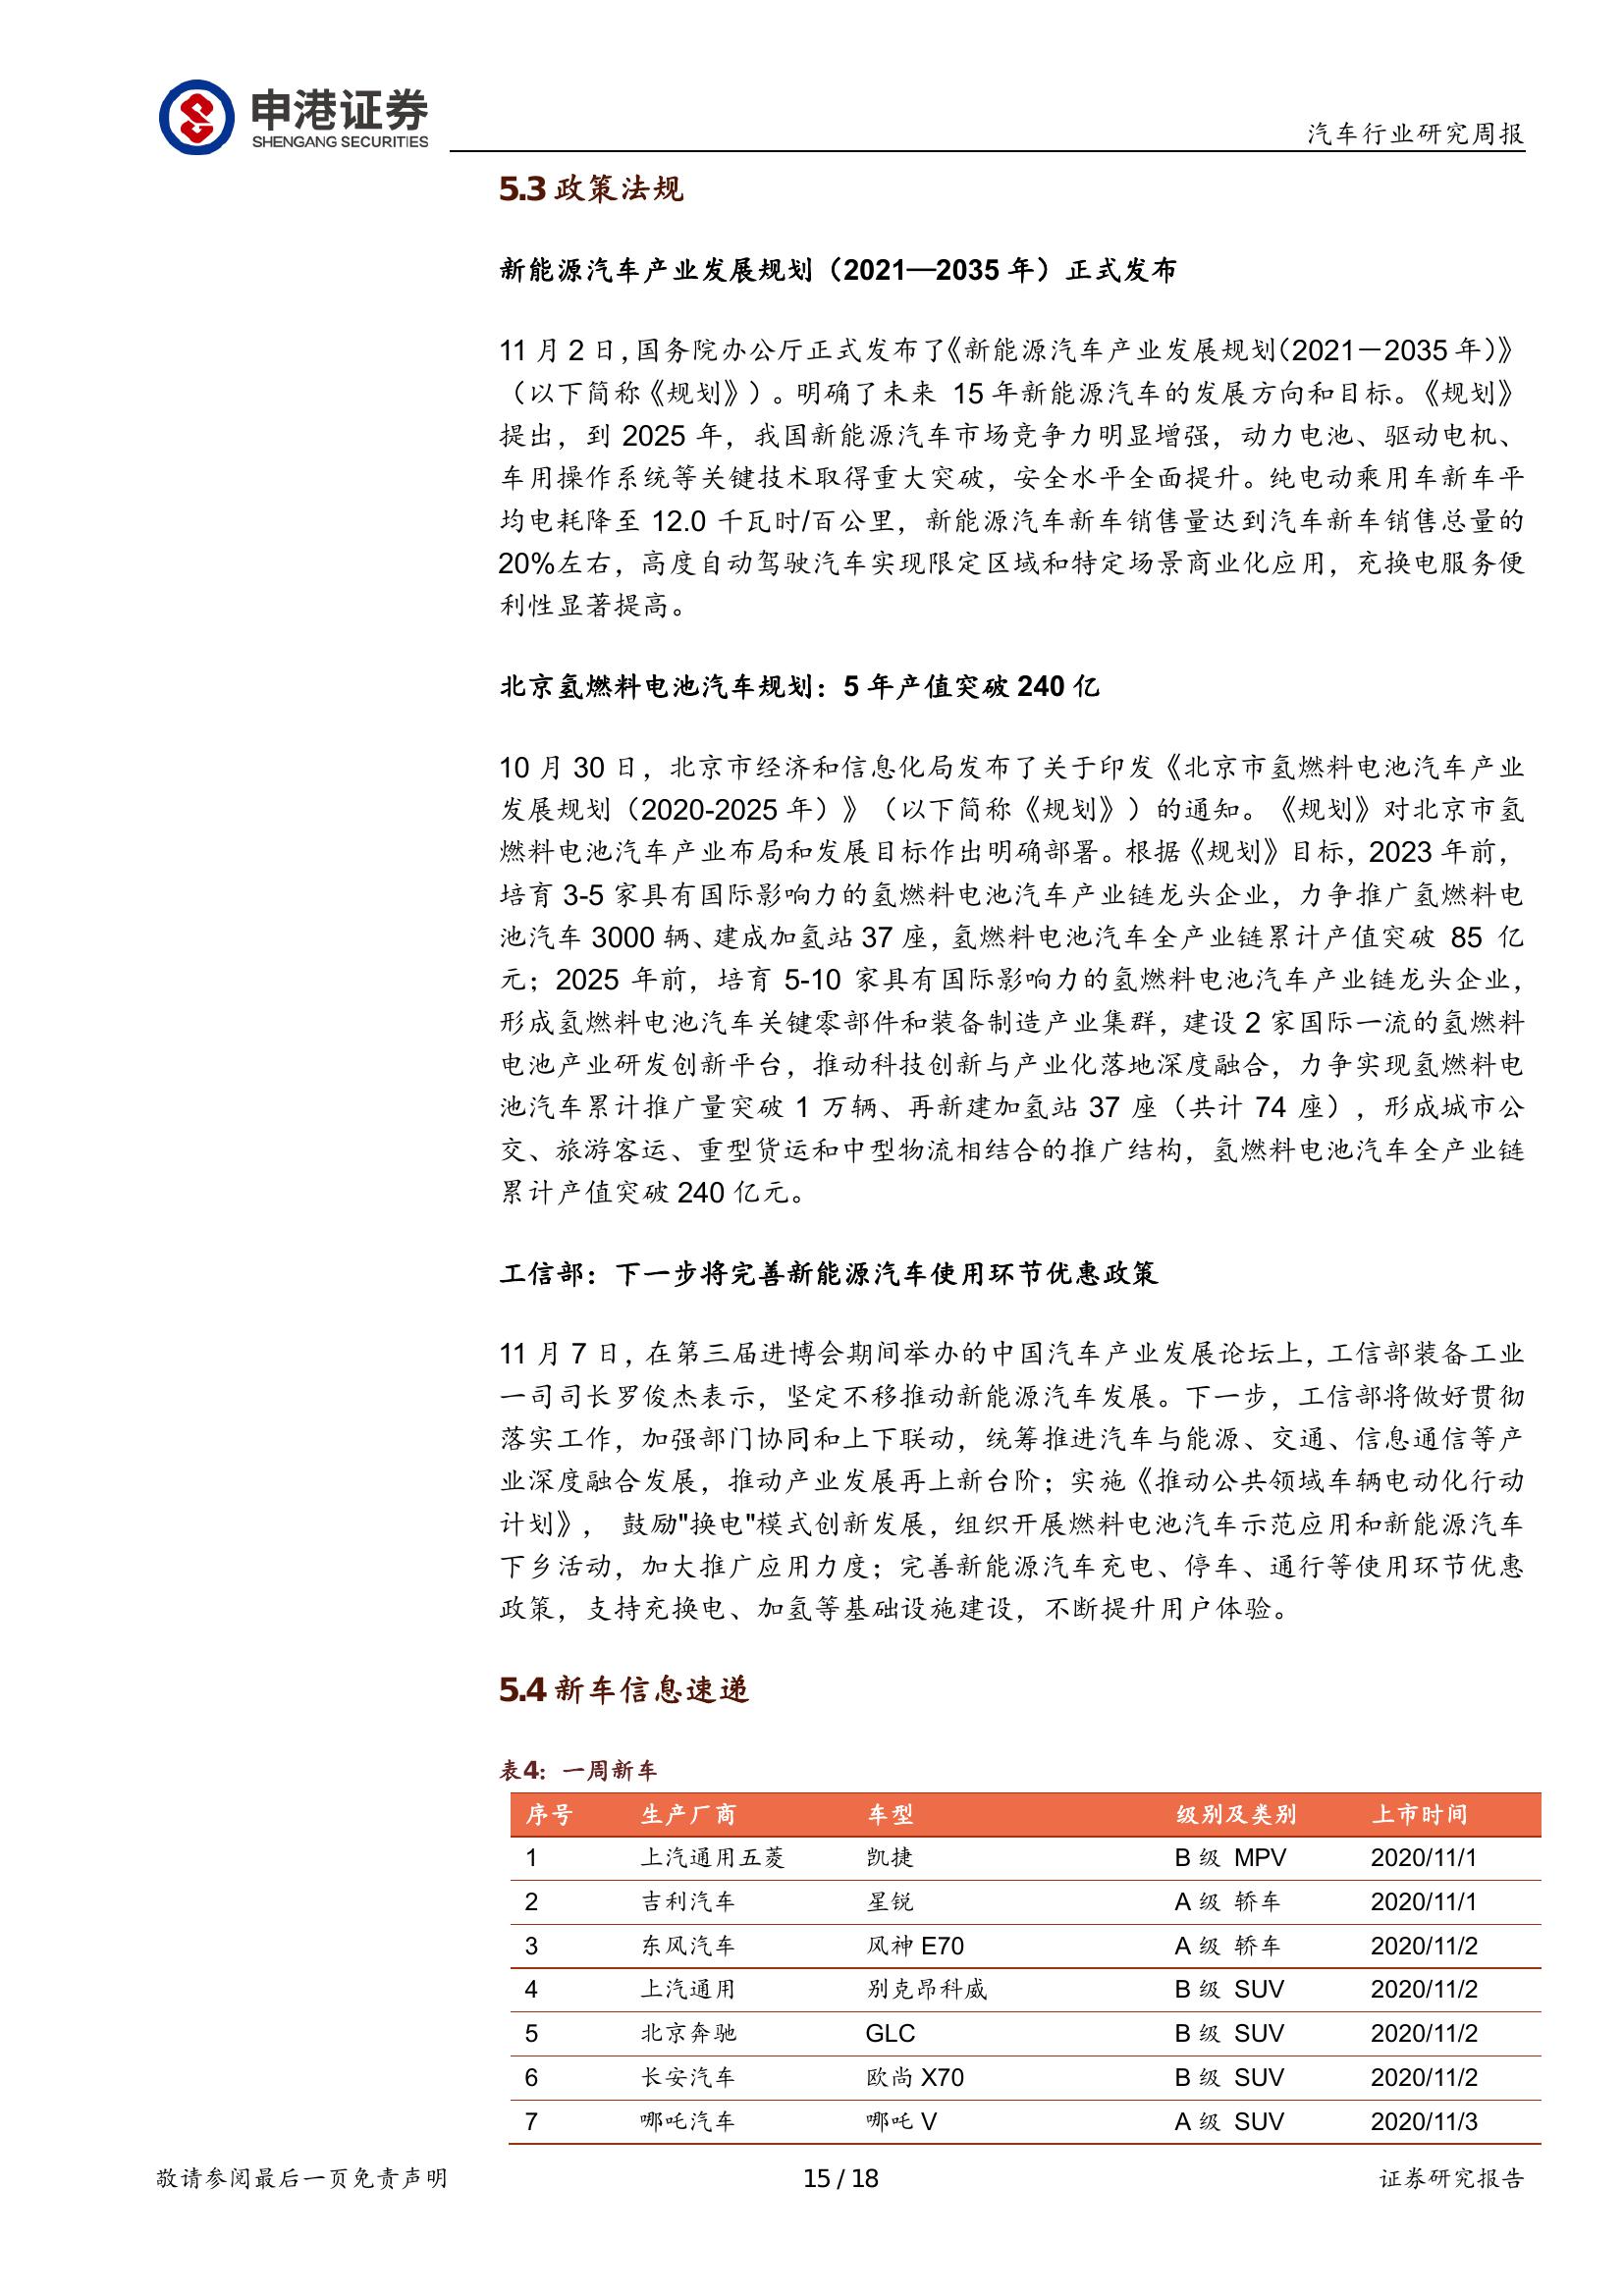 申港证券
SHENGANG SECURITIES
汽车行业研究周报
5.3 政策法规
新能源汽车产业发展规划（2021—2035 年）正式发布
11 月 2 日，国务院办公厅正式发布了《新能源汽车产业发展规划（2021－2035 年）》
（以下简称《规划》）。明确了未来 15 年新能源汽车的发展方向和目标。《规划》
提出，到 2025 年，我国新能源汽车市场竞争力明显增强，动力电池、驱动电机、
车用操作系统等关键技术取得重大突破，安全水平全面提升。纯电动乘用车新车平
均电耗降至 12.0 千瓦时/百公里，新能源汽车新车销售量达到汽车新车销售总量的
20%左右，高度自动驾驶汽车实现限定区域和特定场景商业化应用，充换电服务便
利性显著提高。
北京氢燃料电池汽车规划：5 年产值突破 240 亿
10 月 30 日，北京市经济和信息化局发布了关于印发《北京市氢燃料电池汽车产业
发展规划（2020-2025 年）》（以下简称《规划》）的通知。《规划》对北京市氢
燃料电池汽车产业布局和发展目标作出明确部署。根据《规划》目标，2023 年前，
培育 3-5 家具有国际影响力的氢燃料电池汽车产业链龙头企业，力争推广氢燃料电
池汽车 3000 辆、建成加氢站 37 座，氢燃料电池汽车全产业链累计产值突破 85 亿
元；2025 年前，培育 5-10 家具有国际影响力的氢燃料电池汽车产业链龙头企业，
形成氢燃料电池汽车关键零部件和装备制造产业集群，建设 2 家国际一流的氢燃料
电池产业研发创新平台，推动科技创新与产业化落地深度融合，力争实现氢燃料电
池汽车累计推广量突破 1 万辆、再新建加氢站 37 座（共计 74 座），形成城市公
交、旅游客运、重型货运和中型物流相结合的推广结构，氢燃料电池汽车全产业链
累计产值突破 240 亿元。
工信部：下一步将完善新能源汽车使用环节优惠政策
11 月 7 日，在第三届进博会期间举办的中国汽车产业发展论坛上，工信部装备工业
一司司长罗俊杰表示，坚定不移推动新能源汽车发展。下一步，工信部将做好贯彻
落实工作，加强部门协同和上下联动，统筹推进汽车与能源、交通、信息通信等产
业深度融合发展，推动产业发展再上新台阶；实施《推动公共领域车辆电动化行动
计划》， 鼓励"换电"模式创新发展，组织开展燃料电池汽车示范应用和新能源汽车
下乡活动，加大推广应用力度；完善新能源汽车充电、停车、通行等使用环节优惠
政策，支持充换电、加氢等基础设施建设，不断提升用户体验。
5.4 新车信息速递
表4：一周新车
序号 生产厂商 车型 级别及类别 上市时间
1 上汽通用五菱 凯捷 B 级 MPV 2020/11/1
2 吉利汽车 星锐 A 级 轿车 2020/11/1
3 东风汽车 风神 E70 A 级 轿车 2020/11/2
4 上汽通用 别克昂科威 B 级 SUV 2020/11/2
5 北京奔驰 GLC B 级 SUV 2020/11/2
6 长安汽车 欧尚 X70 B 级 SUV 2020/11/2
7 哪吒汽车 哪吒 V A 级 SUV 2020/11/3
敬请参阅最后一页免责声明 15 / 18 证券研究报告